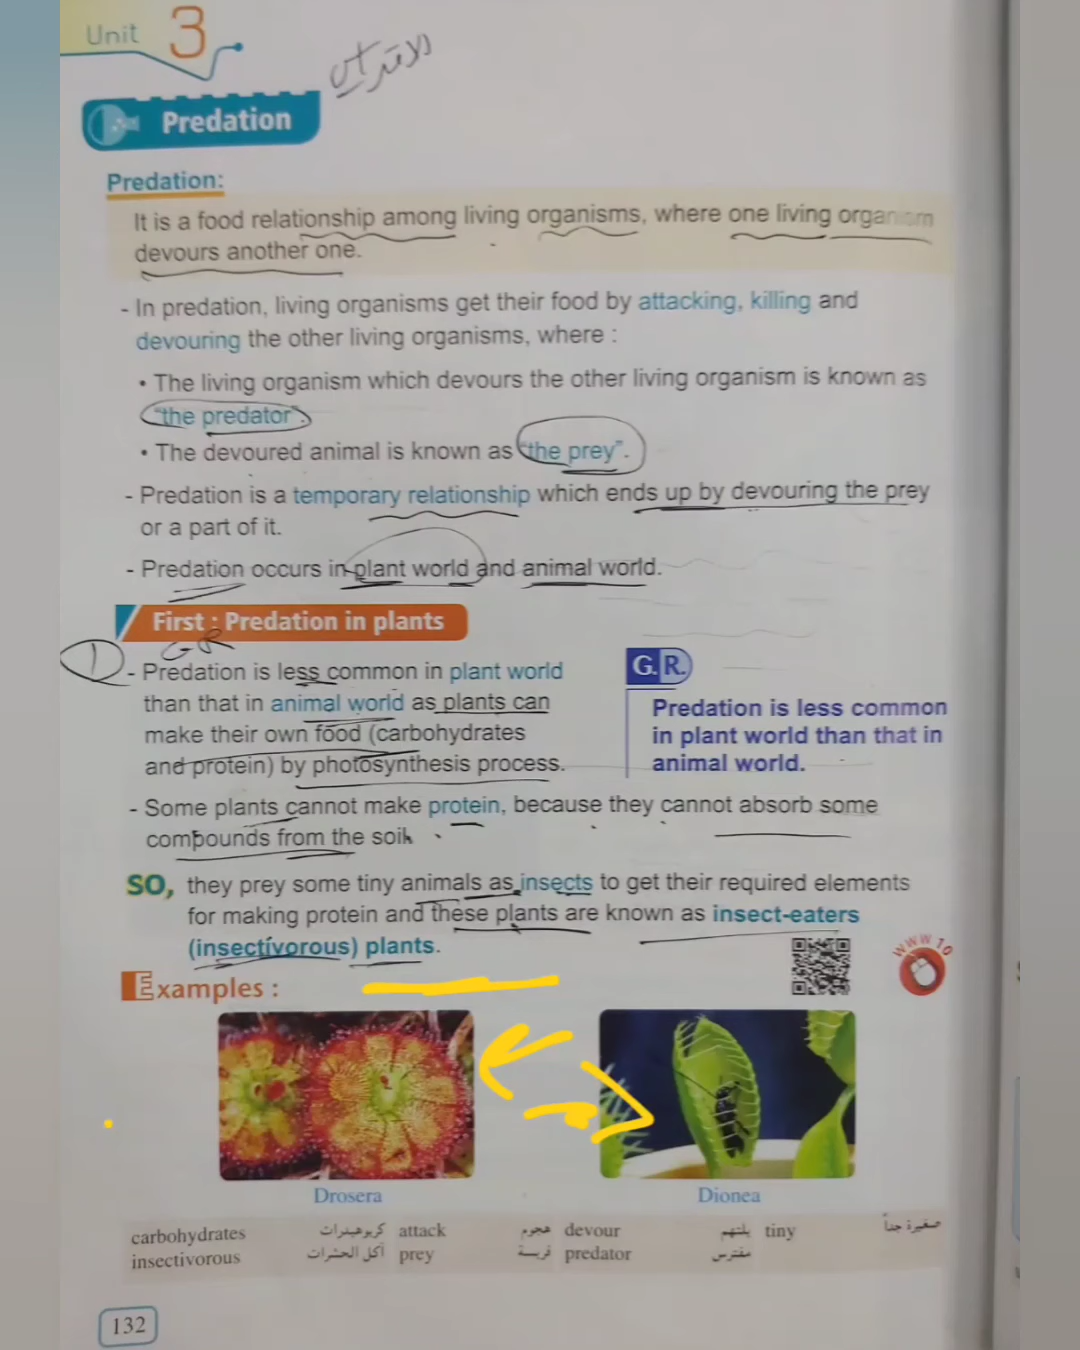 Unit 3
الافتراس
Predation
Predation:
It is a food relationship among living organisms, where one living organism
devours another one.
- In predation, living organisms get their food by attacking, killing and
devouring the other living organisms, where :
• The living organism which devours the other living organism is known as
"the predator".
• The devoured animal is known as "the prey".
- Predation is a temporary relationship which ends up by devouring the prey
or a part of it.
- Predation occurs in plant world and animal world.
First : Predation in plants
G R
1
- Predation is less common in plant world
than that in animal world as plants can
make their own food (carbohydrates
and protein) by photosynthesis process.
G.R.
Predation is less common
in plant world than that in
animal world.
- Some plants cannot make protein, because they cannot absorb some
compounds from the soil
SO, they prey some tiny animals as insects to get their required elements
for making protein and these plants are known as insect-eaters
(insectivorous) plants.
WWW 10
Examples :
Drosera
Dionea
carbohydrates كربوهيدرات attack هجوم devour يلتهم tiny صغيرة جداً
insectivorous آكل الحشرات prey فريسة predator مفترس
132